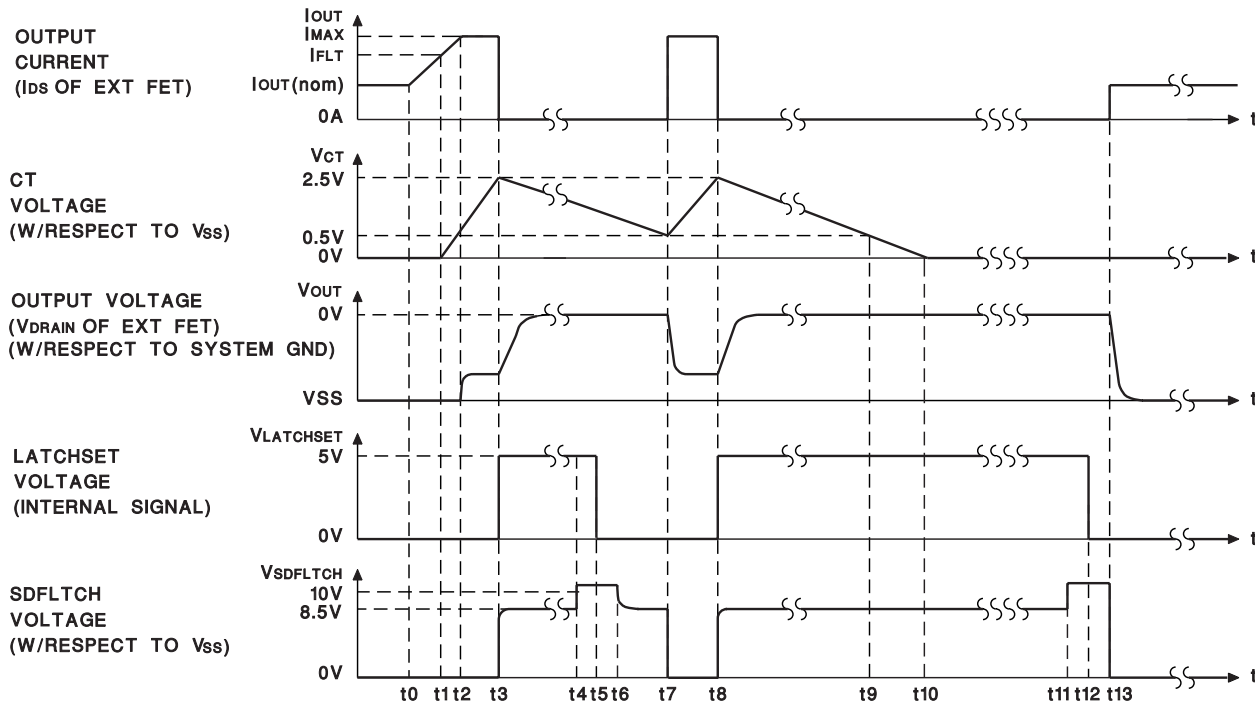 OUTPUT
CURRENT
(IDS OF EXT FET)
IOUT
IMAX
IFLT
IOUT(nom)
0A
t
CT
VOLTAGE
(W/RESPECT TO VSS)
VCT
2.5V
0.5V
0V
t
OUTPUT VOLTAGE
(VDRAIN OF EXT FET)
(W/RESPECT TO SYSTEM GND)
VOUT
0V
VSS
t
LATCHSET
VOLTAGE
(INTERNAL SIGNAL)
VLATCHSET
5V
0V
t
SDFLTCH
VOLTAGE
(W/RESPECT TO VSS)
VSDFLTCH
10V
8.5V
0V
t
t0 t1 t2 t3 t4 t5 t6 t7 t8 t9 t10 t11 t12 t13